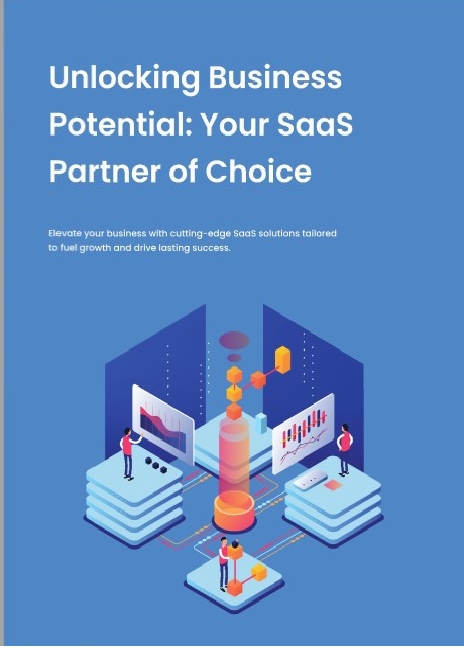 Unlocking Business
Potential: Your SaaS
Partner of Choice
Elevate your business with cutting-edge SaaS solutions tailored
to fuel growth and drive lasting success.